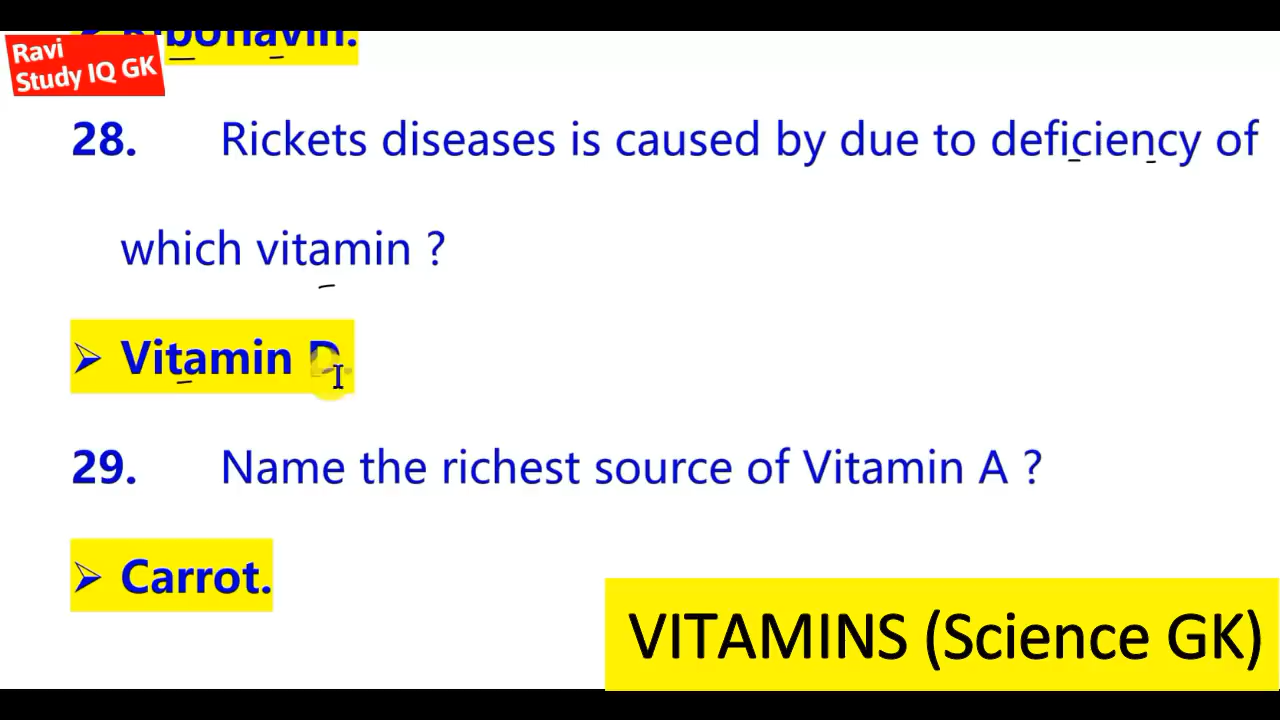 Ribоflavin.
Ravi
Study IQ GK
28. Rickets diseases is caused by due to deficiency of
which vitamin ?
➢ Vitamin D.
29. Name the richest source of Vitamin A ?
➢ Carrot.
VITAMINS (Science GK)